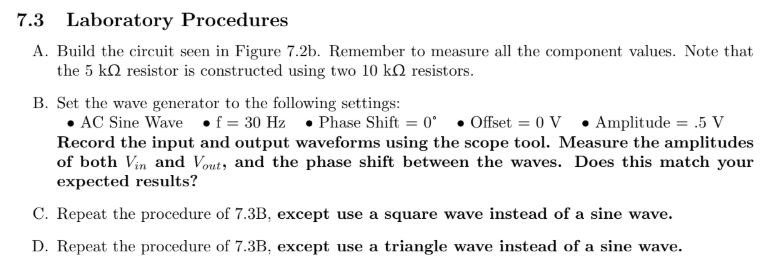 7.3 Laboratory Procedures
A. Build the circuit seen in Figure 7.2b. Remember to measure all the component values. Note that
the 5 kΩ resistor is constructed using two 10 kΩ resistors.
B. Set the wave generator to the following settings:
• AC Sine Wave • f = 30 Hz • Phase Shift = 0° • Offset = 0 V • Amplitude = .5 V
Record the input and output waveforms using the scope tool. Measure the amplitudes
of both Vin and Vout, and the phase shift between the waves. Does this match your
expected results?
C. Repeat the procedure of 7.3B, except use a square wave instead of a sine wave.
D. Repeat the procedure of 7.3B, except use a triangle wave instead of a sine wave.